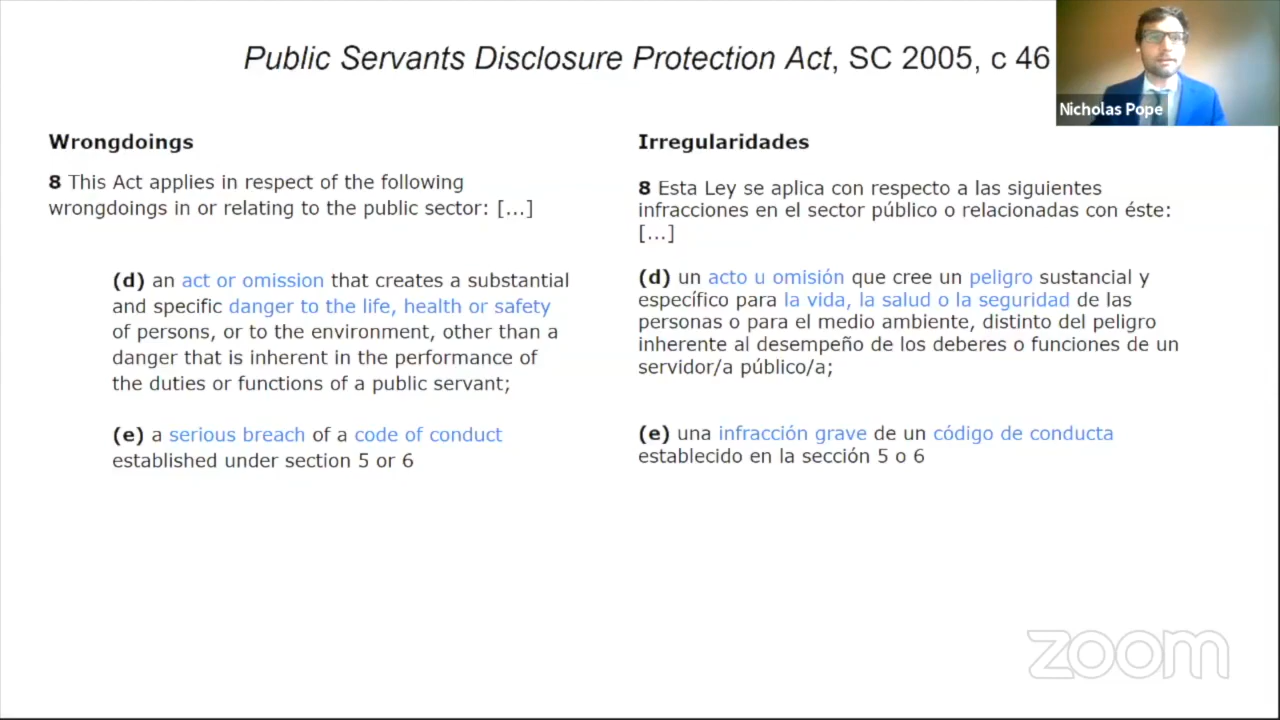 Public Servants Disclosure Protection Act, SC 2005, c 46
Nicholas Pope
Wrongdoings
8 This Act applies in respect of the following
wrongdoings in or relating to the public sector: [...]
(d) an act or omission that creates a substantial
and specific danger to the life, health or safety
of persons, or to the environment, other than a
danger that is inherent in the performance of
the duties or functions of a public servant;
(e) a serious breach of a code of conduct
established under section 5 or 6
Irregularidades
8 Esta Ley se aplica con respecto a las siguientes
infracciones en el sector público o relacionadas con éste:
[...]
(d) un acto u omisión que cree un peligro sustancial y
específico para la vida, la salud o la seguridad de las
personas o para el medio ambiente, distinto del peligro
inherente al desempeño de los deberes o funciones de un
servidor/a público/a;
(e) una infracción grave de un código de conducta
establecido en la sección 5 o 6
zoom